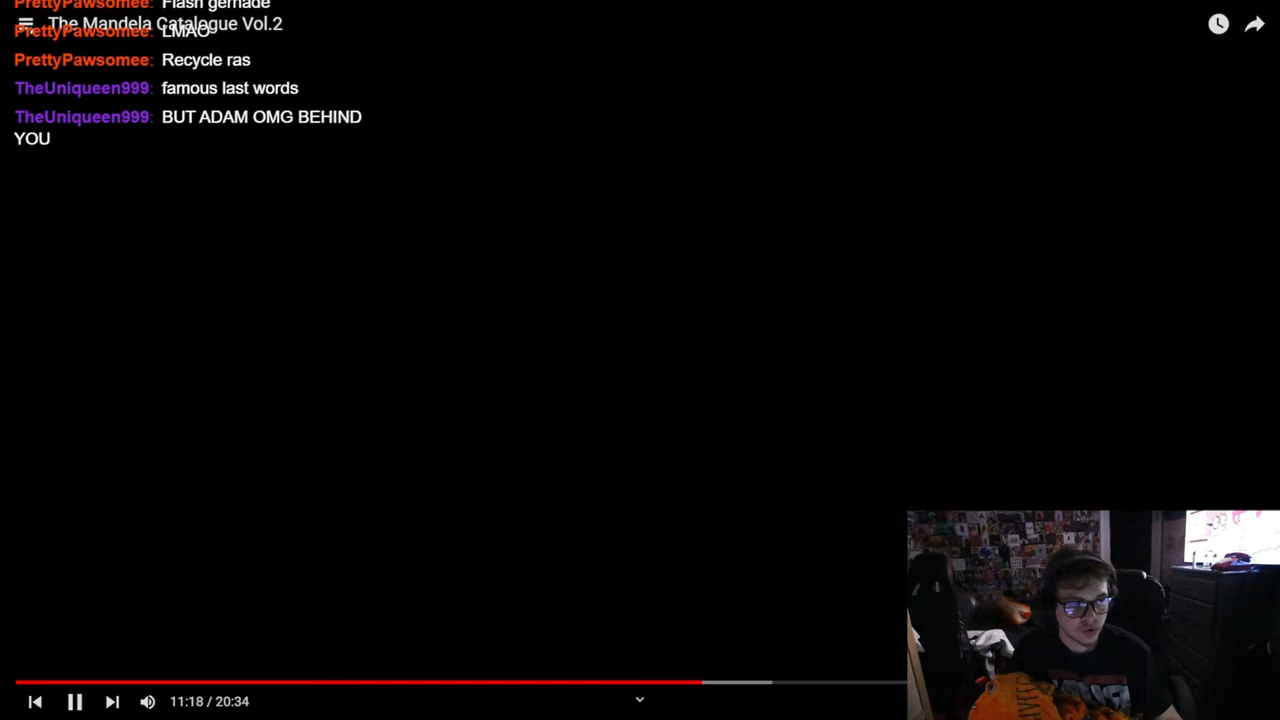 PrettyPawsomee: Flash gernade
The Mandela Catalogue Vol.2
PrettyPawsomee: LMAO
PrettyPawsomee: Recycle ras
TheUniqueen999: famous last words
TheUniqueen999: BUT ADAM OMG BEHIND
YOU
11:18 / 20:34